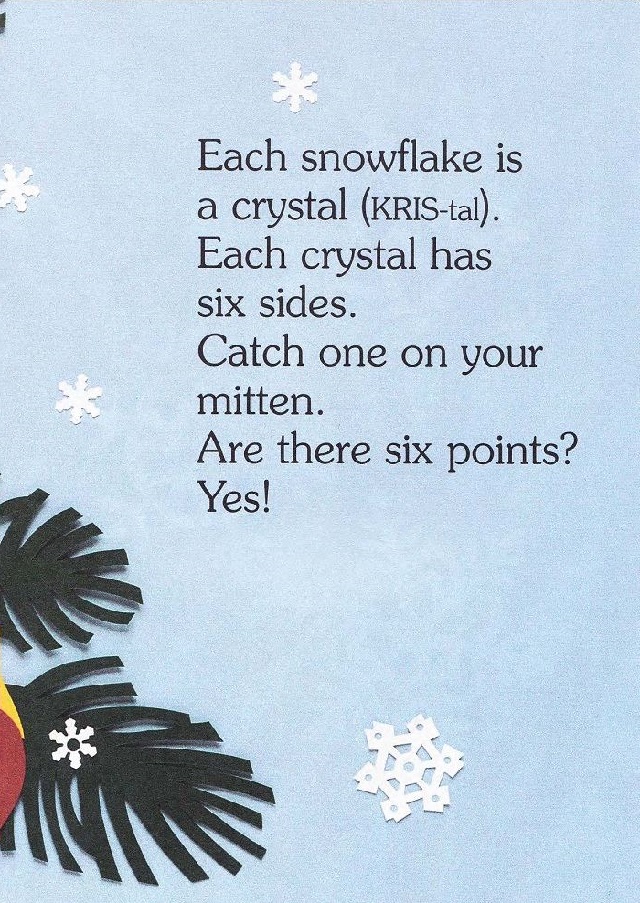 Each snowflake is
a crystal (KRIS-tal).
Each crystal has
six sides.
Catch one on your
mitten.
Are there six points?
Yes!